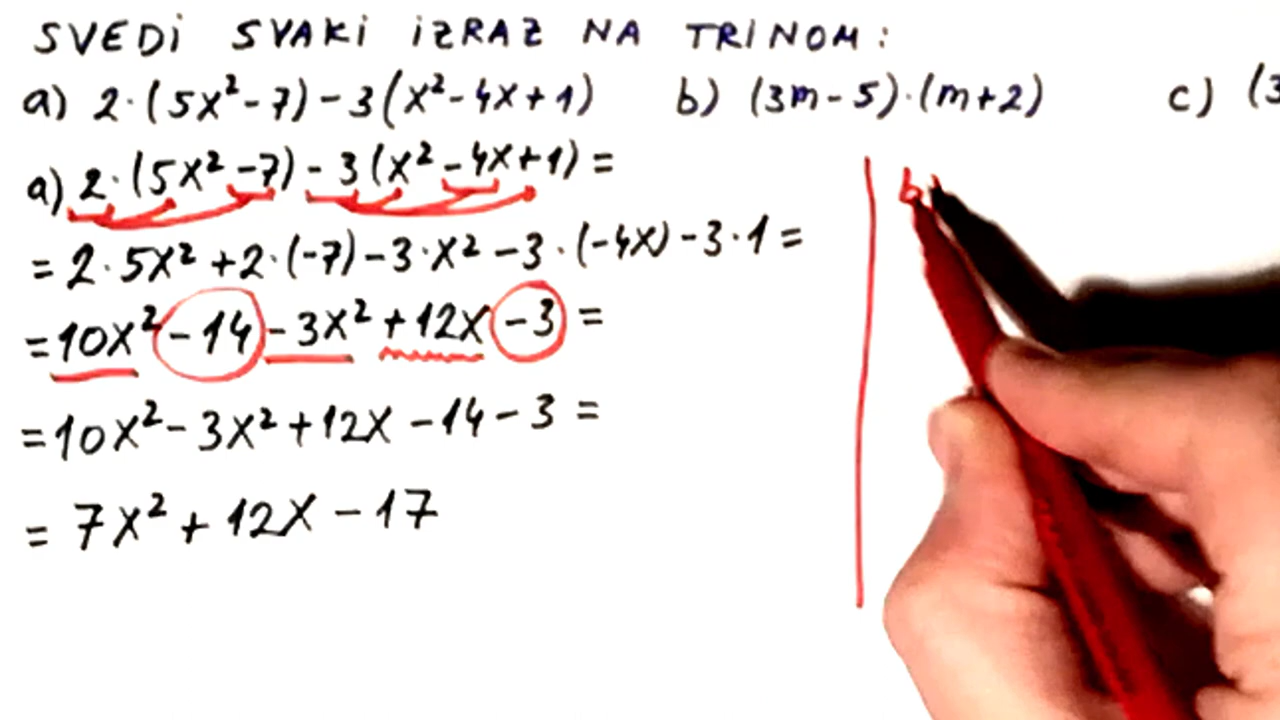 SVEDi SVAKi iZRAZ NA TRINOM:
a) 2·(5x²-7)-3(x²-4x+1) b) (3m-5)·(m+2) c) (3
a) 2·(5x²-7)-3(x²-4x+1)=
=2·5x²+2·(-7)-3·x²-3·(-4x)-3·1=
=10x²-14-3x²+12x-3=
=10x²-3x²+12x-14-3=
=7x²+12x-17
b)